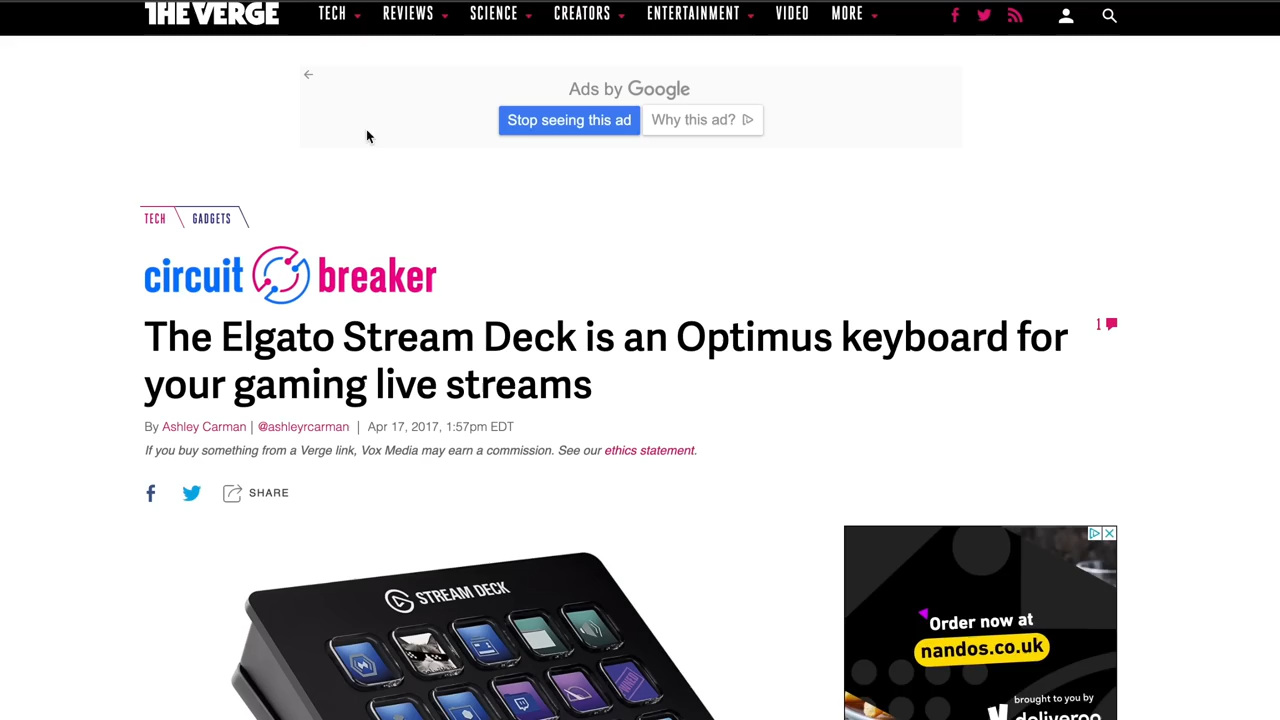 THE VERGE
TECH REVIEWS SCIENCE CREATORS ENTERTAINMENT VIDEO MORE
Ads by Google
Stop seeing this ad Why this ad?
TECH GADGETS
circuit breaker
The Elgato Stream Deck is an Optimus keyboard for
your gaming live streams
1
By Ashley Carman | @ashleyrcarman | Apr 17, 2017, 1:57pm EDT
If you buy something from a Verge link, Vox Media may earn a commission. See our ethics statement.
SHARE
STREAM DECK
Order now at
nandos.co.uk
brought to you by
deliveroo